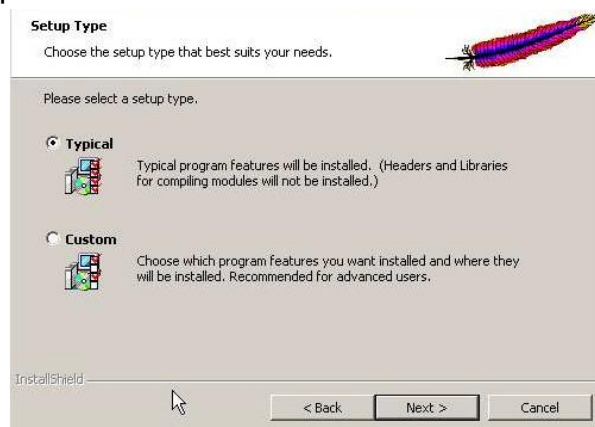 Setup Type
Choose the setup type that best suits your needs.
Please select a setup type.
Typical
Typical program features will be installed. (Headers and Libraries
for compiling modules will not be installed.)
Custom
Choose which program features you want installed and where they
will be installed. Recommended for advanced users.
InstallShield
< Back
Next >
Cancel